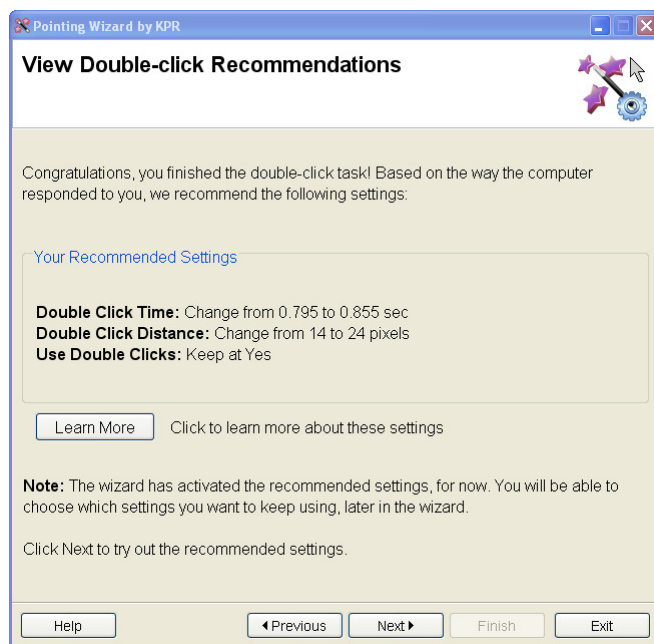 Pointing Wizard by KPR
View Double-click Recommendations
Congratulations, you finished the double-click task! Based on the way the computer
responded to you, we recommend the following settings:
Your Recommended Settings
Double Click Time: Change from 0.795 to 0.855 sec
Double Click Distance: Change from 14 to 24 pixels
Use Double Clicks: Keep at Yes
Learn More Click to learn more about these settings
Note: The wizard has activated the recommended settings, for now. You will be able to
choose which settings you want to keep using, later in the wizard.
Click Next to try out the recommended settings.
Help Previous Next Finish Exit